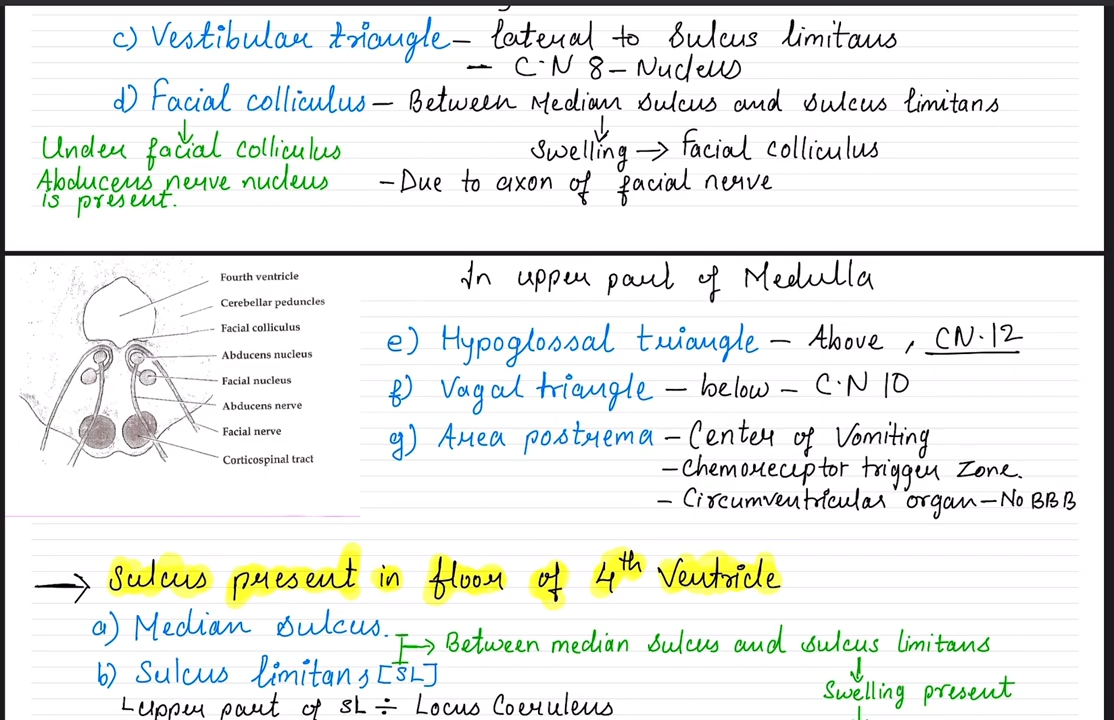 c) Vestibular triangle – lateral to Sulcus limitans
– C.N 8 – Nucleus
d) Facial colliculus – Between Median sulcus and sulcus limitans
↓ ↓
Under facial colliculus
Swelling → Facial colliculus
Abducens nerve nucleus
– Due to axon of facial nerve
is present.
In upper part of Medulla
Fourth ventricle
Cerebellar peduncles
Facial colliculus
Abducens nucleus
Facial nucleus
Abducens nerve
Facial nerve
Corticospinal tract
e) Hypoglossal triangle – Above , CN.12
f) Vagal triangle – below – C.N 10
g) Area postrema – Center of Vomiting
– Chemoreceptor trigger Zone.
– Circumventricular organ – No BBB
→ Sulcus present in floor of 4th Ventricle
a) Median sulcus.
→ Between median sulcus and sulcus limitans
b) Sulcus limitans [SL]
↓
Swelling present
↓
Upper part of SL ÷ Locus Coeruleus